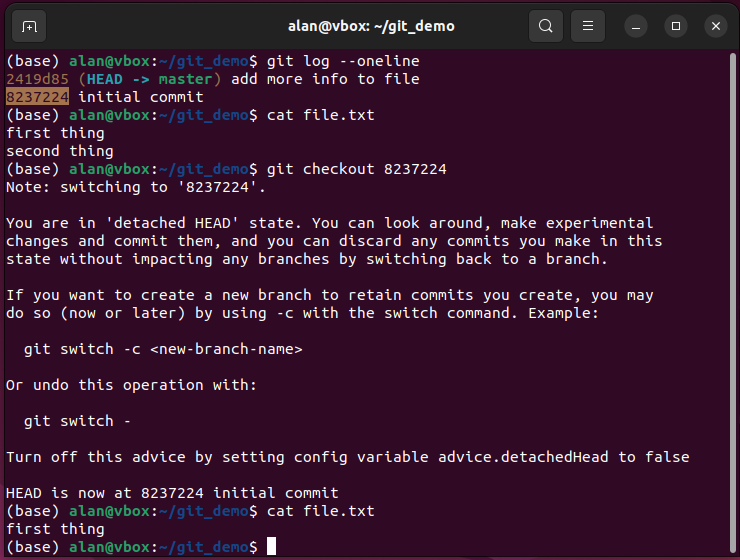 alan@vbox: ~/git_demo
(base) alan@vbox:~/git_demo$ git log --oneline
2419d85 (HEAD -> master) add more info to file
8237224 initial commit
(base) alan@vbox:~/git_demo$ cat file.txt
first thing
second thing
(base) alan@vbox:~/git_demo$ git checkout 8237224
Note: switching to '8237224'.
You are in 'detached HEAD' state. You can look around, make experimental
changes and commit them, and you can discard any commits you make in this
state without impacting any branches by switching back to a branch.
If you want to create a new branch to retain commits you create, you may
do so (now or later) by using -c with the switch command. Example:
git switch -c <new-branch-name>
Or undo this operation with:
git switch -
Turn off this advice by setting config variable advice.detachedHead to false
HEAD is now at 8237224 initial commit
(base) alan@vbox:~/git_demo$ cat file.txt
first thing
(base) alan@vbox:~/git_demo$